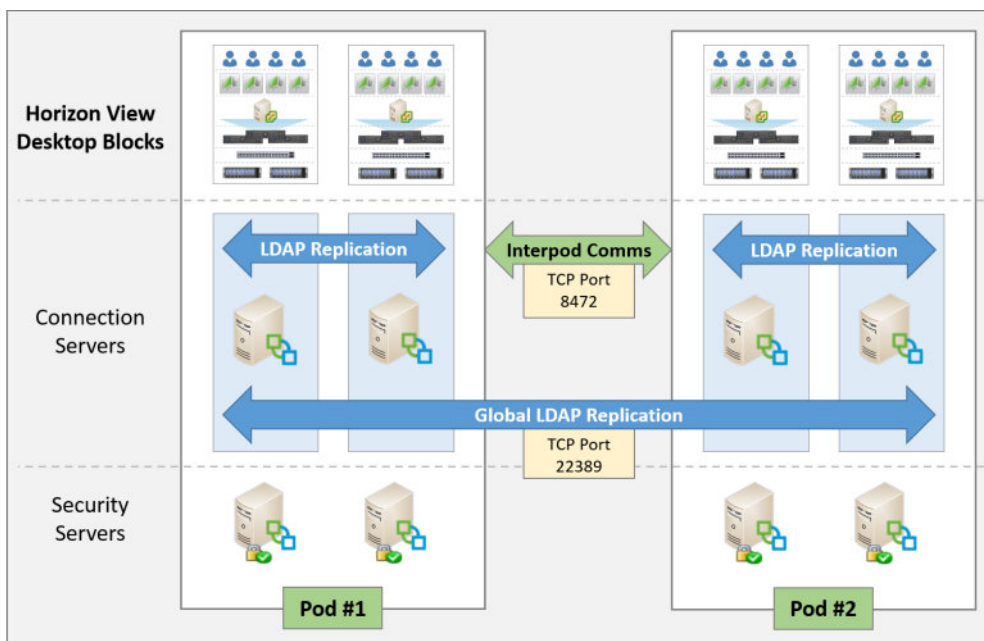 Horizon View
Desktop Blocks
LDAP Replication
Interpod Comms
LDAP Replication
TCP Port
8472
Connection
Servers
Global LDAP Replication
TCP Port
22389
Security
Servers
Pod #1
Pod #2